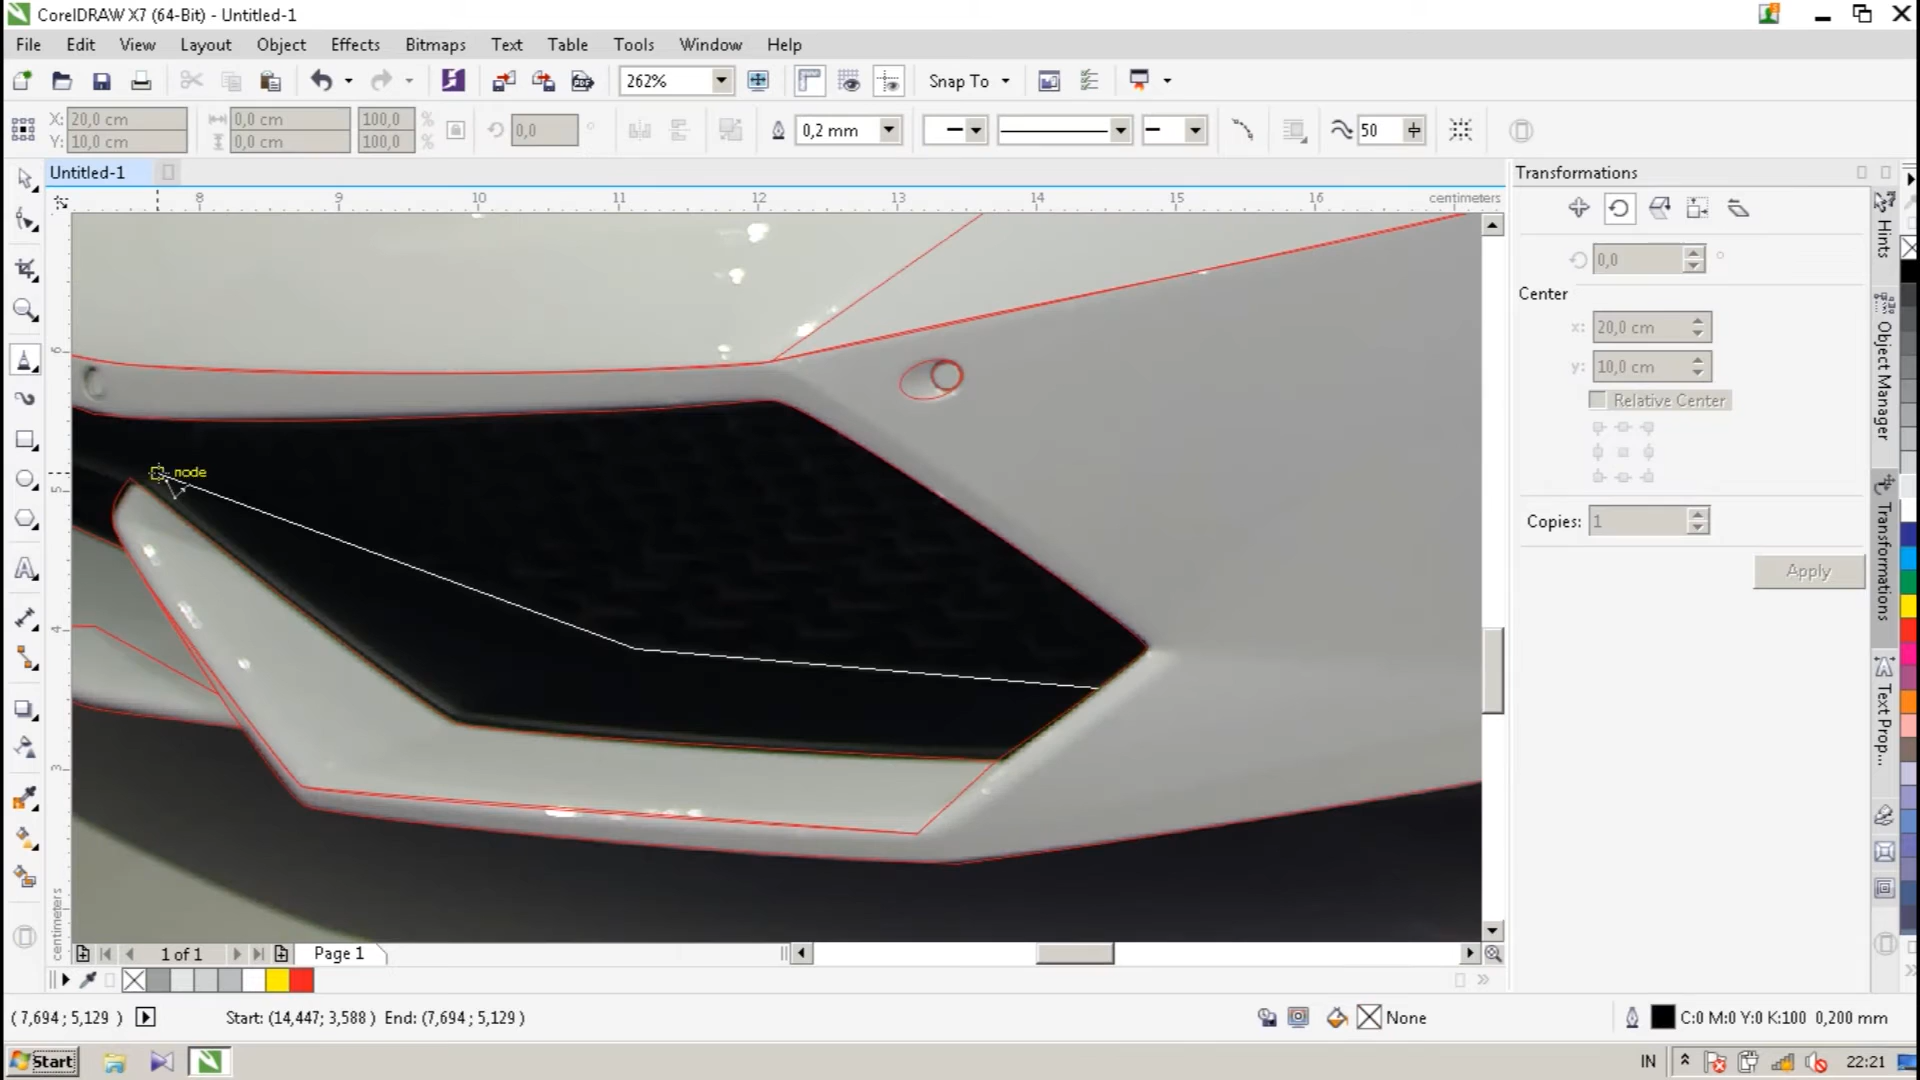 CorelDRAW X7 (64-Bit) - Untitled-1
File Edit View Layout Object Effects Bitmaps Text Table Tools Window Help
262% Snap To
X: 20,0 cm 0,0 cm 100,0 %
Y: 10,0 cm 0,0 cm 100,0 %
0,0 ° 0,2 mm 50
Untitled-1
8 9 10 11 12 13 14 15 16 centimeters
6
5
4
3
centimeters
node
Transformations
0,0 °
Center
x: 20,0 cm
y: 10,0 cm
Relative Center
Copies: 1
Apply
Hints
Object Manager
Transformations
Text Prop...
1 of 1 Page 1
( 7,694 ; 5,129 ) Start: (14,447; 3,588 ) End: (7,694 ; 5,129 ) None C:0 M:0 Y:0 K:100 0,200 mm
Start IN 22:21